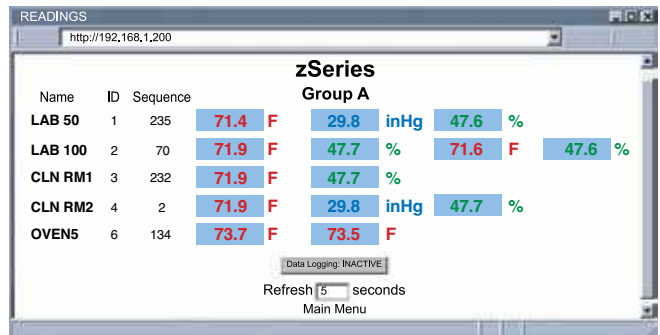 READINGS
http://192.168.1.200
zSeries
Group A
Name ID Sequence
LAB 50 1 235 71.4 F 29.8 inHg 47.6 %
LAB 100 2 70 71.9 F 47.7 % 71.6 F 47.6 %
CLN RM1 3 232 71.9 F 47.7 %
CLN RM2 4 2 71.9 F 29.8 inHg 47.7 %
OVEN5 6 134 73.7 F 73.5 F
Data Logging: INACTIVE
Refresh 5 seconds
Main Menu